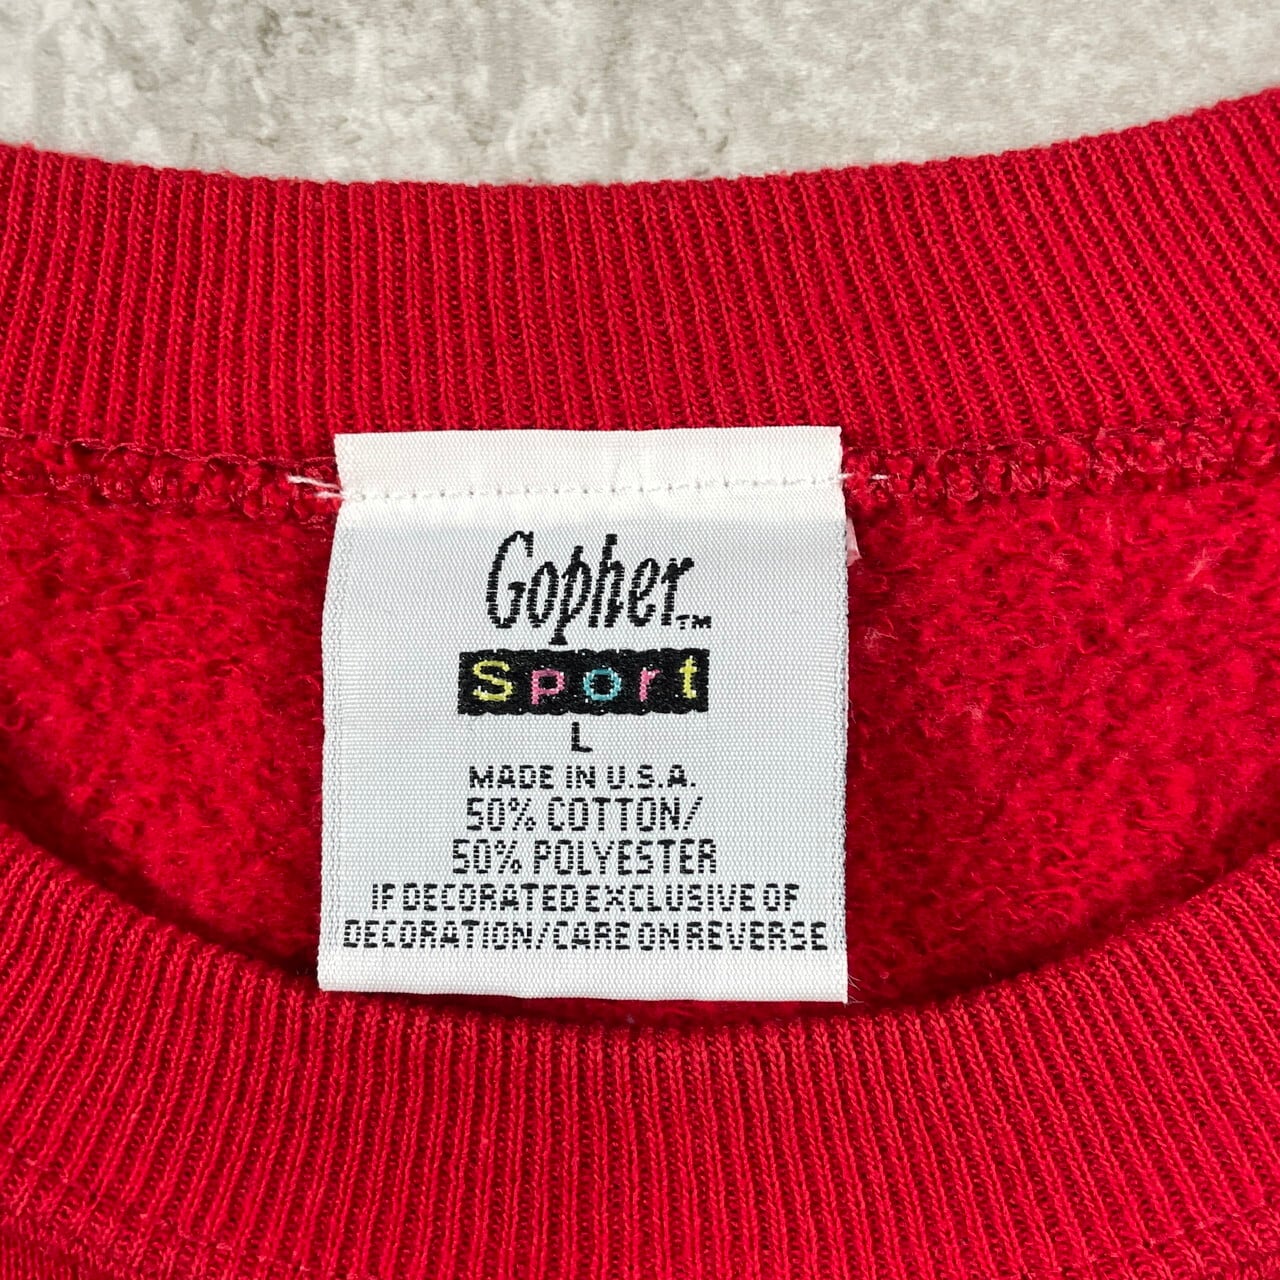 Gopher™
Sport
L
MADE IN U.S.A.
50% COTTON/
50% POLYESTER
IF DECORATED EXCLUSIVE OF
DECORATION/CARE ON REVERSE